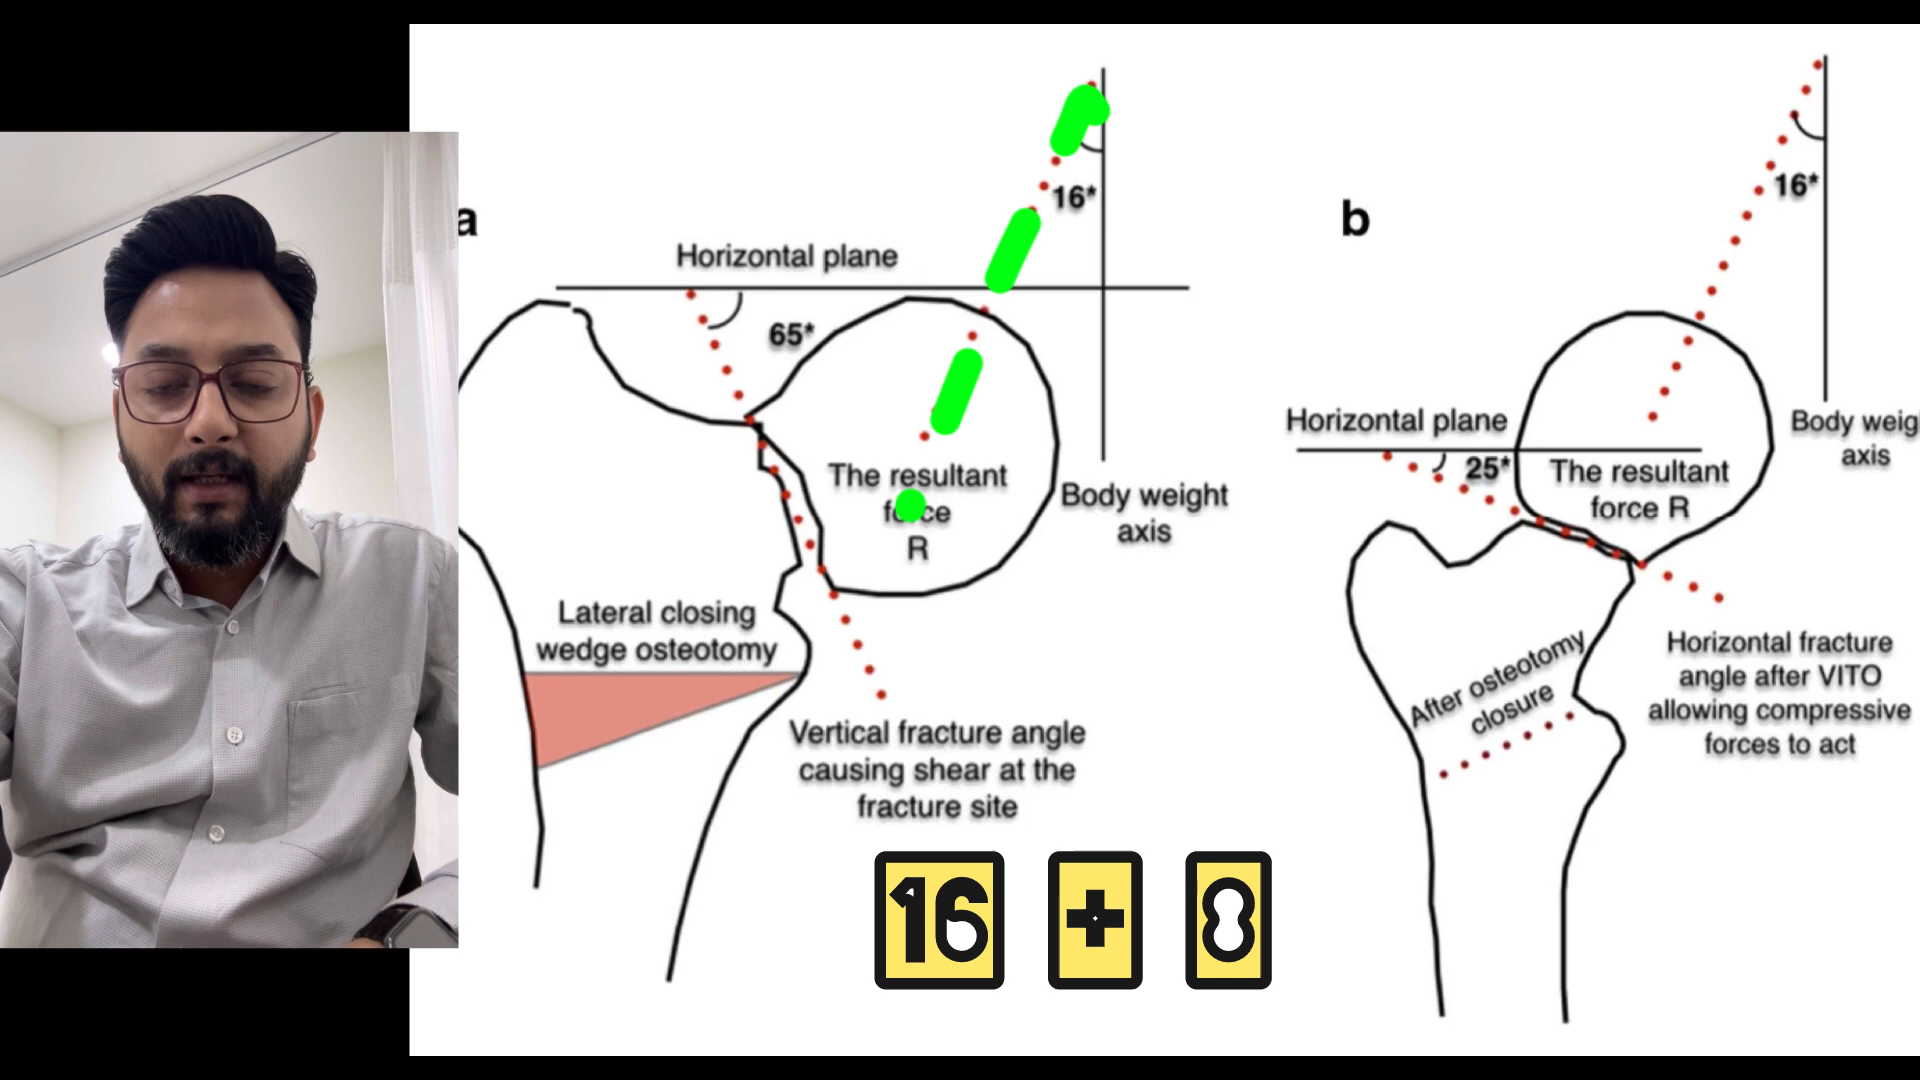 a
16*
Horizontal plane
65*
The resultant
R
Body weight
axis
Lateral closing
wedge osteotomy
Vertical fracture angle
causing shear at the
fracture site
16 + 8
b
16*
Horizontal plane
25*
The resultant
force R
Body weig
axis
After osteotomy
closure
Horizontal fracture
angle after VITO
allowing compressive
forces to act